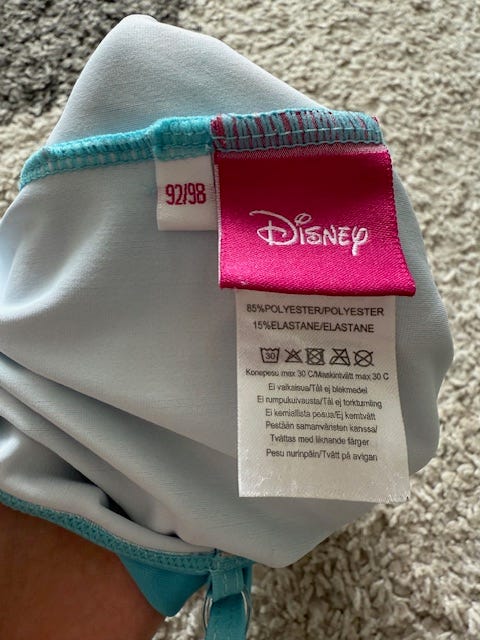 92/98
Disney
85%POLYESTER/POLYESTER
15%ELASTANE/ELASTANE
30
Konepesu max 30 C/Maskintvätt max 30 C
Ei valkaisua/Tål ej blekmedel
Ei rumpukuivausta/Ej torktumling
Ei kemiallista pesua/Ej kemtvätt
Pestään samanväristen kanssa/
Tvättas med liknande färger
Pesu nurinpäin/Tvätt på avigan